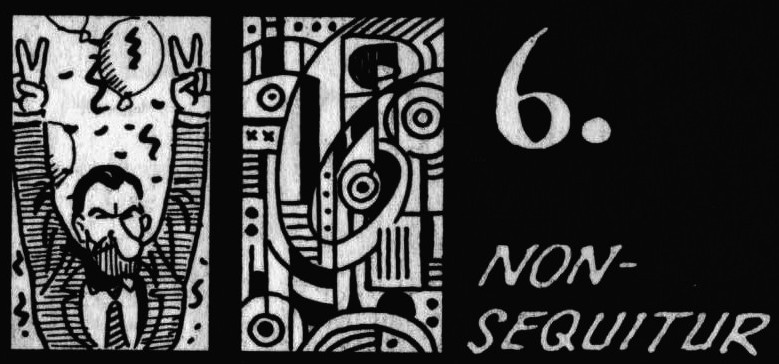 6.
NON-
SEQUITUR